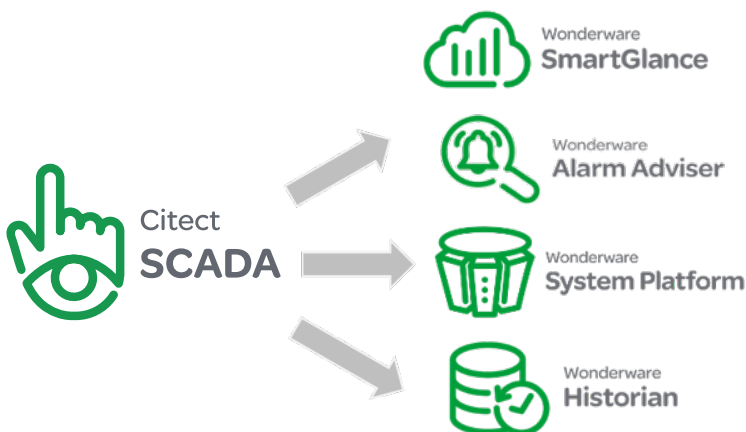 Wonderware
SmartGlance
Wonderware
Alarm Adviser
Citect
SCADA
Wonderware
System Platform
Wonderware
Historian